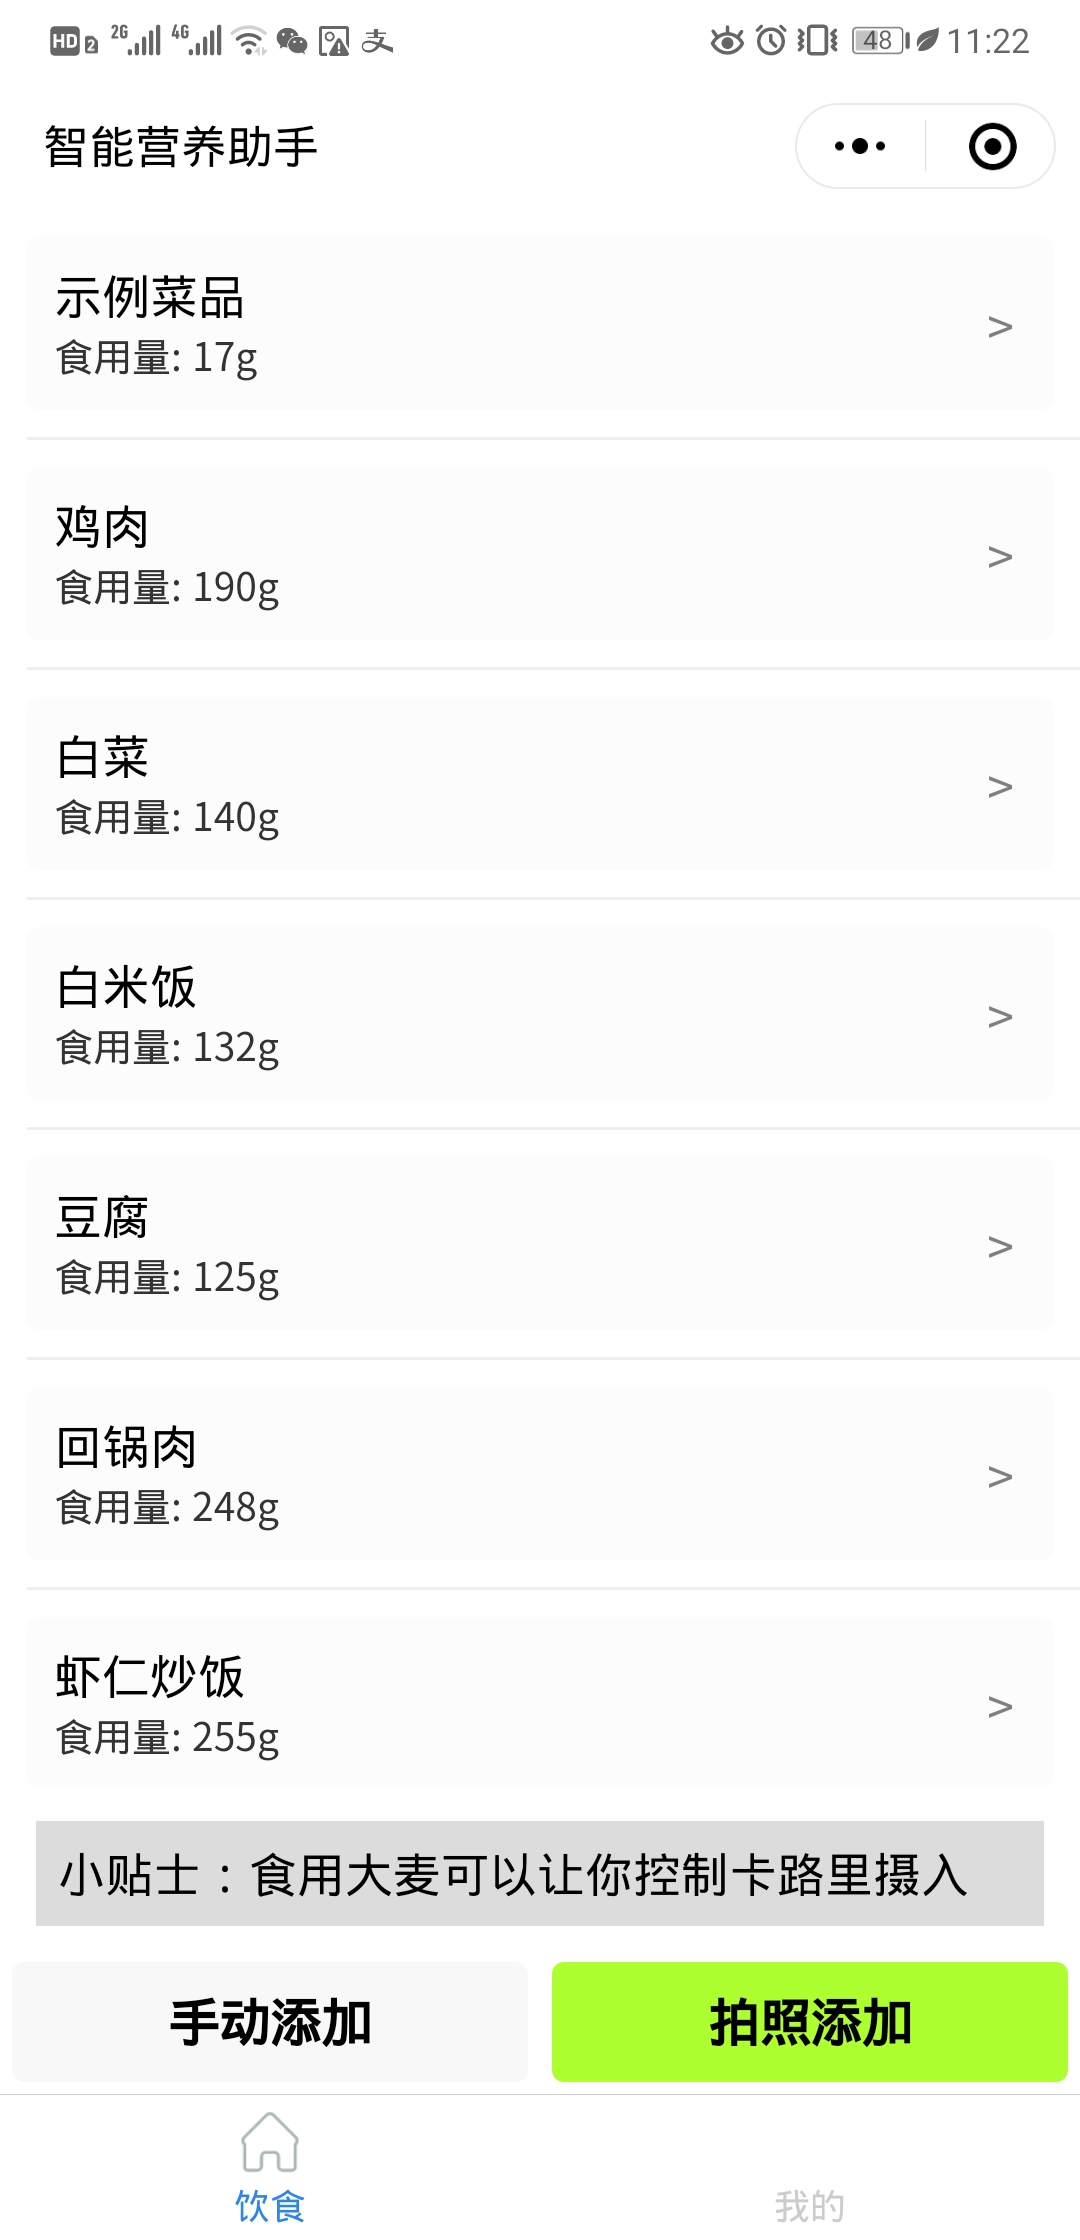 HD 2 2G 4G 48 11:22
智能营养助手
示例菜品
食用量: 17g
>
鸡肉
食用量: 190g
>
白菜
食用量: 140g
>
白米饭
食用量: 132g
>
豆腐
食用量: 125g
>
回锅肉
食用量: 248g
>
虾仁炒饭
食用量: 255g
>
小贴士：食用大麦可以让你控制卡路里摄入
手动添加 拍照添加
饮食 我的